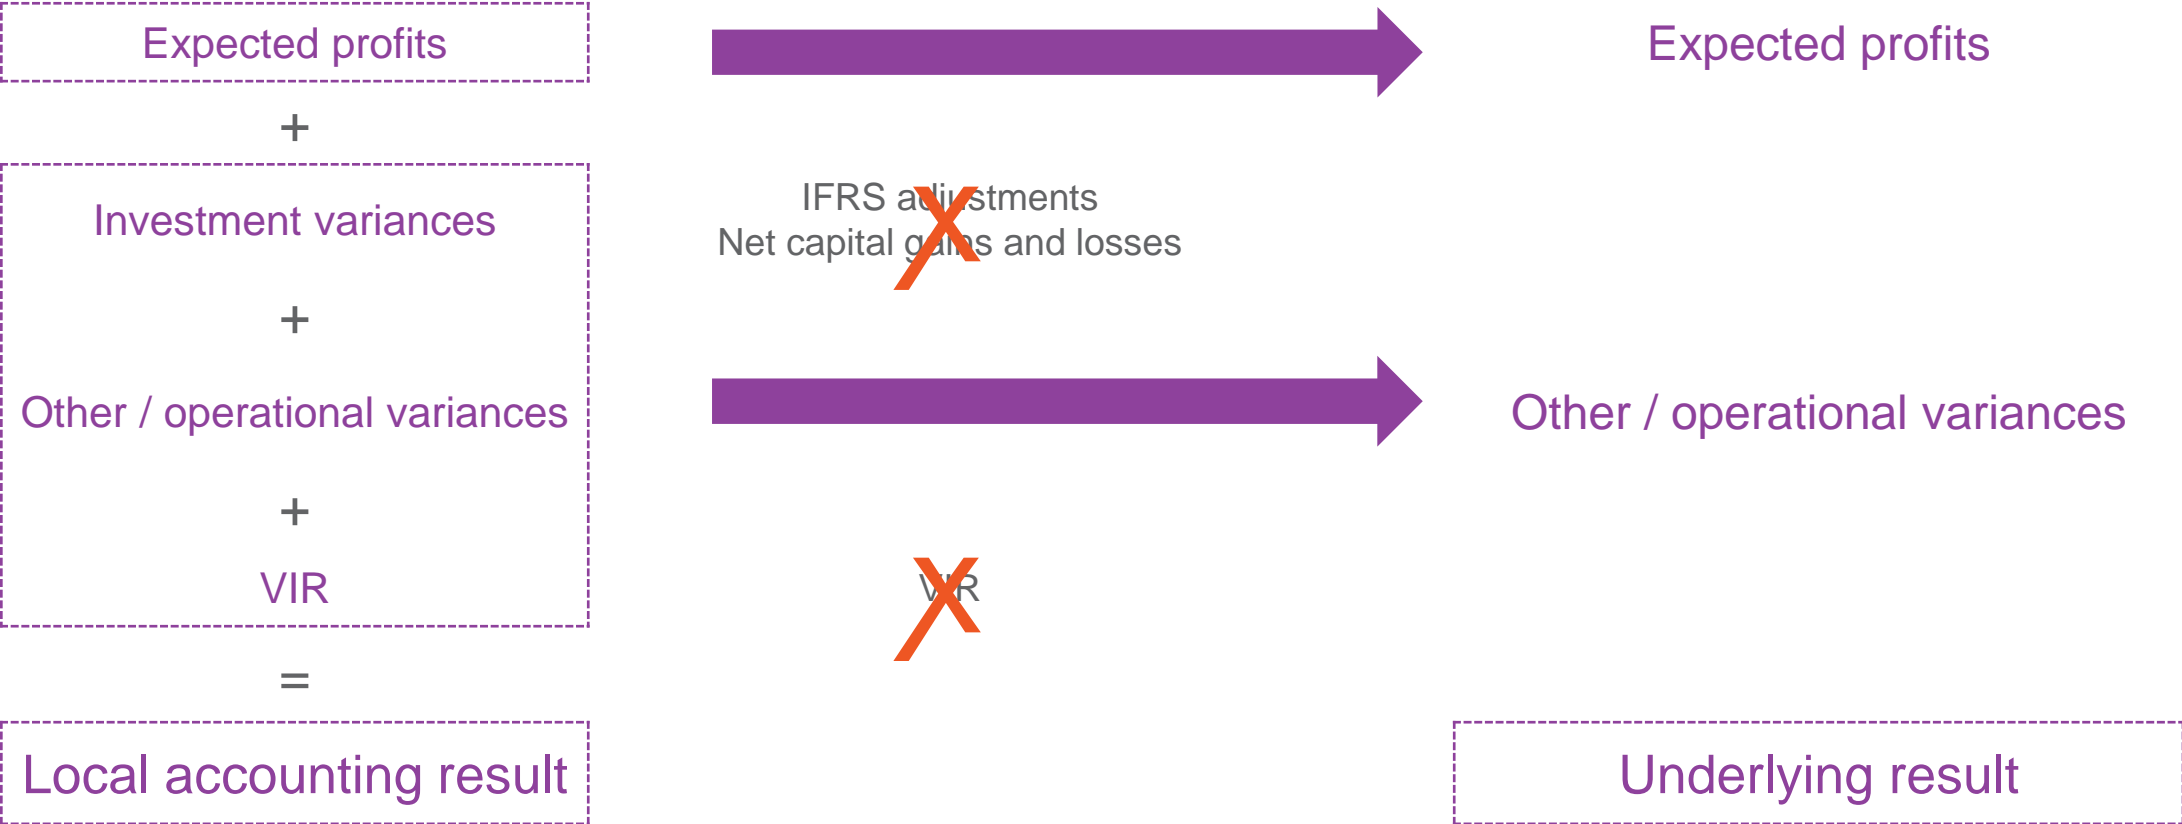 Expected profits
Expected profits
+
Investment variances
IFRS adjustments
Net capital gains and losses
+
Other / operational variances
Other / operational variances
+
VIR
VIR
=
Local accounting result
Underlying result